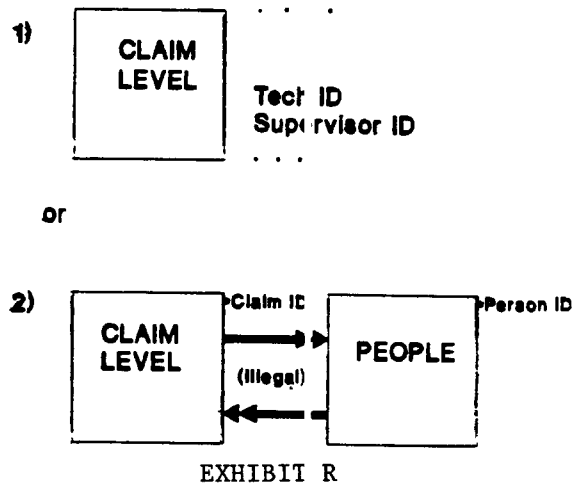 1)
CLAIM
LEVEL
. . .
Tech ID
Supervisor ID
. . .
or
2)
CLAIM
LEVEL
Claim ID
(Illegal)
PEOPLE
Person ID
EXHIBIT R